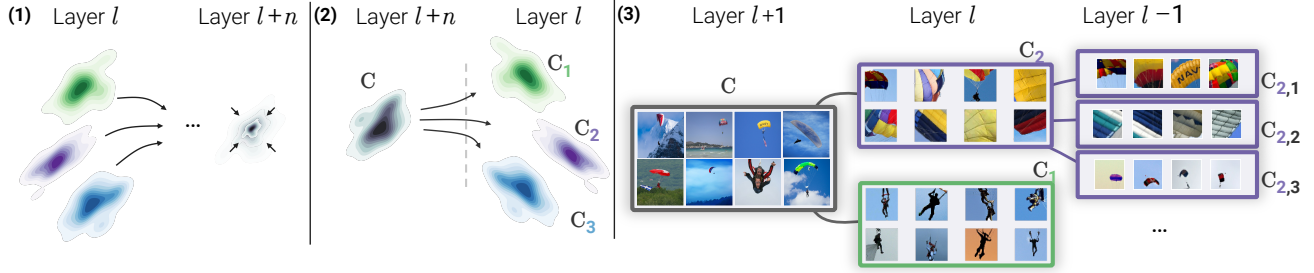 (1) Layer l Layer l+n
...
(2) Layer l+n Layer l
C
C1
C2
C3
(3) Layer l+1 Layer l Layer l−1
C
C2
NAV
C2,1
C2,2
C2,3
C1
...